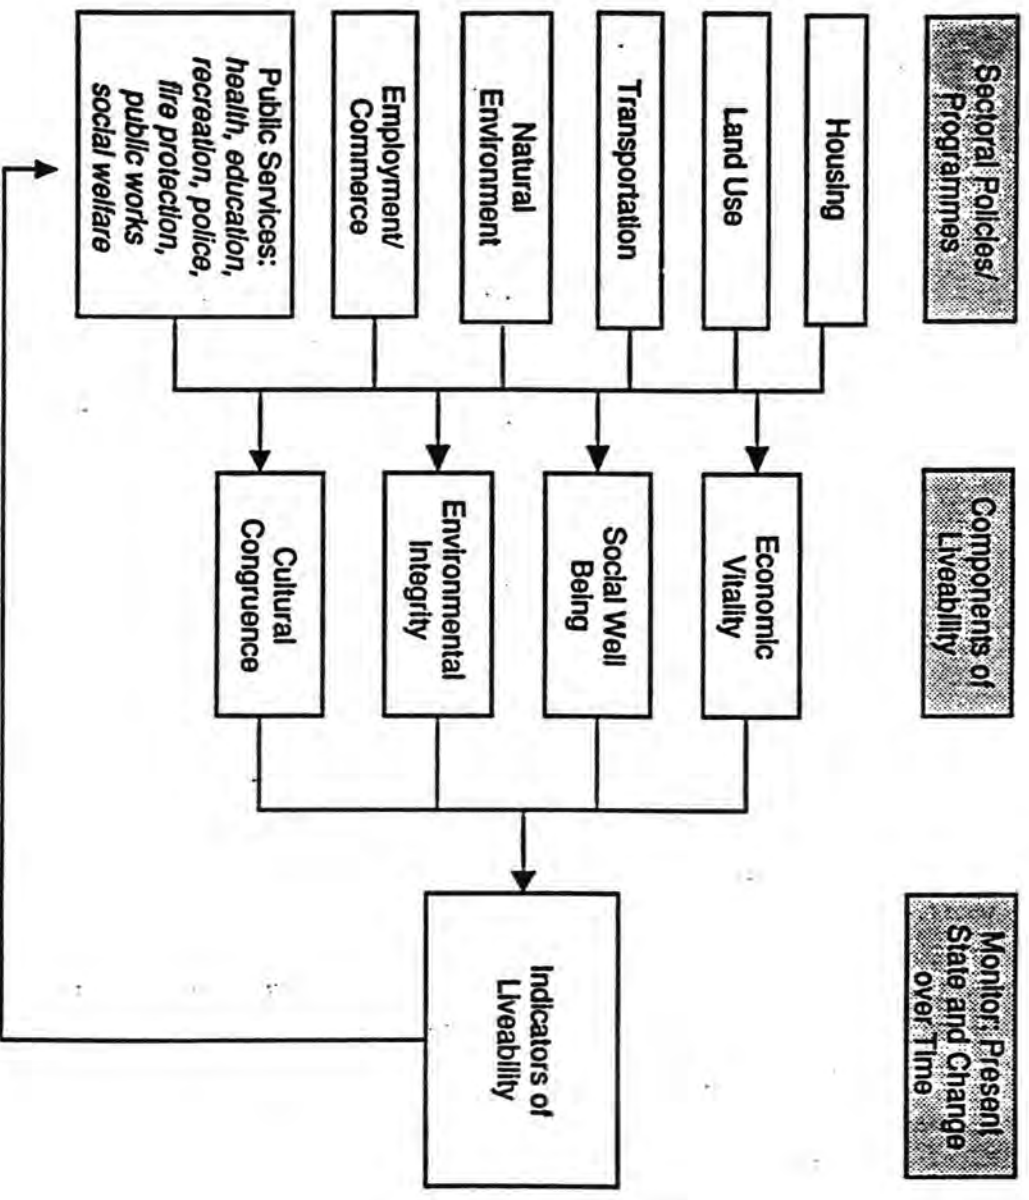 Sectoral Policies/
Programmes
Housing
Land Use
Transportation
Natural
Environment
Employment/
Commerce
Public Services:
health, education,
recreation, police,
fire protection,
public works
social welfare
Components of
Liveability
Economic
Vitality
Social Well
Being
Environmental
Integrity
Cultural
Congruence
Monitor; Present
State and Change
over Time
Indicators of
Liveability